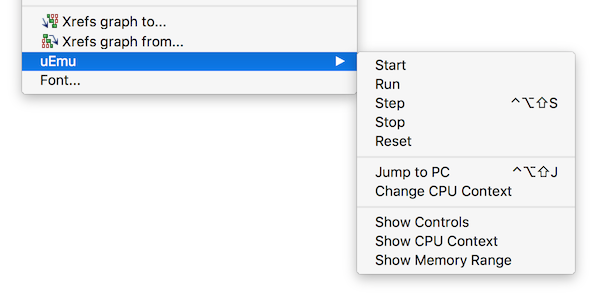 Xrefs graph to...
Xrefs graph from...
uEmu ▶
Font...
Start
Run
Step ^⌥⇧S
Stop
Reset
Jump to PC ^⌥⇧J
Change CPU Context
Show Controls
Show CPU Context
Show Memory Range